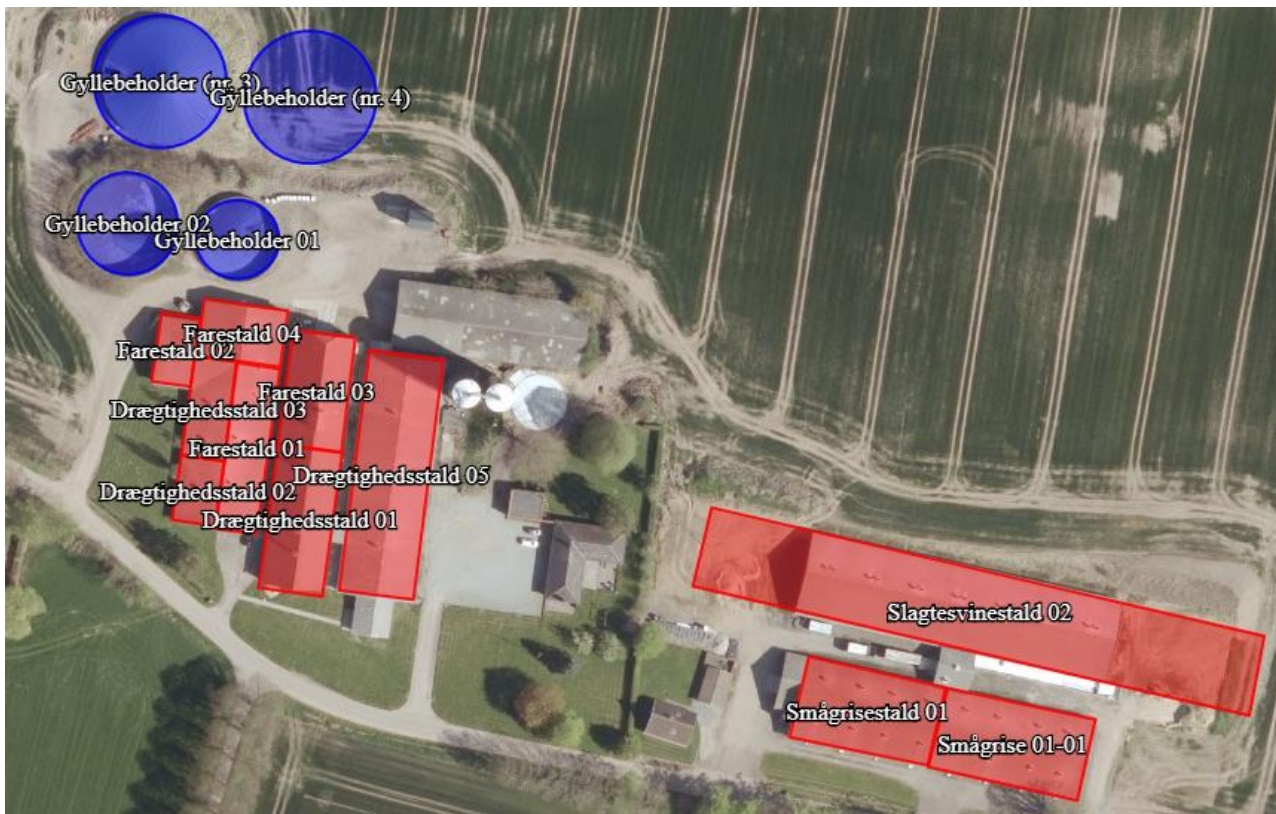 Gyllebeholder (nr. 3)
Gyllebeholder (nr. 4)
Gyllebeholder 02
Gyllebeholder 01
Farestald 04
Farestald 02
Farestald 03
Drægtighedsstald 03
Farestald 01
Drægtighedsstald 05
Drægtighedsstald 02
Drægtighedsstald 01
Slagtesvinestald 02
Smågrisestald 01
Smågrise 01-01